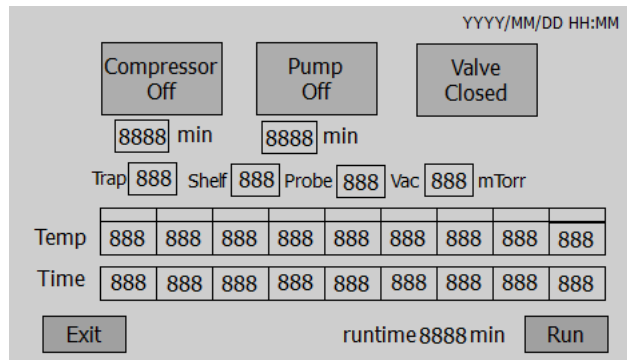 YYYY/MM/DD HH:MM
Compressor Off
Pump Off
Valve Closed
8888 min
8888 min
Trap 888 Shelf 888 Probe 888 Vac 888 mTorr
Temp 888 888 888 888 888 888 888 888 888
Time 888 888 888 888 888 888 888 888 888
Exit
runtime 8888 min
Run